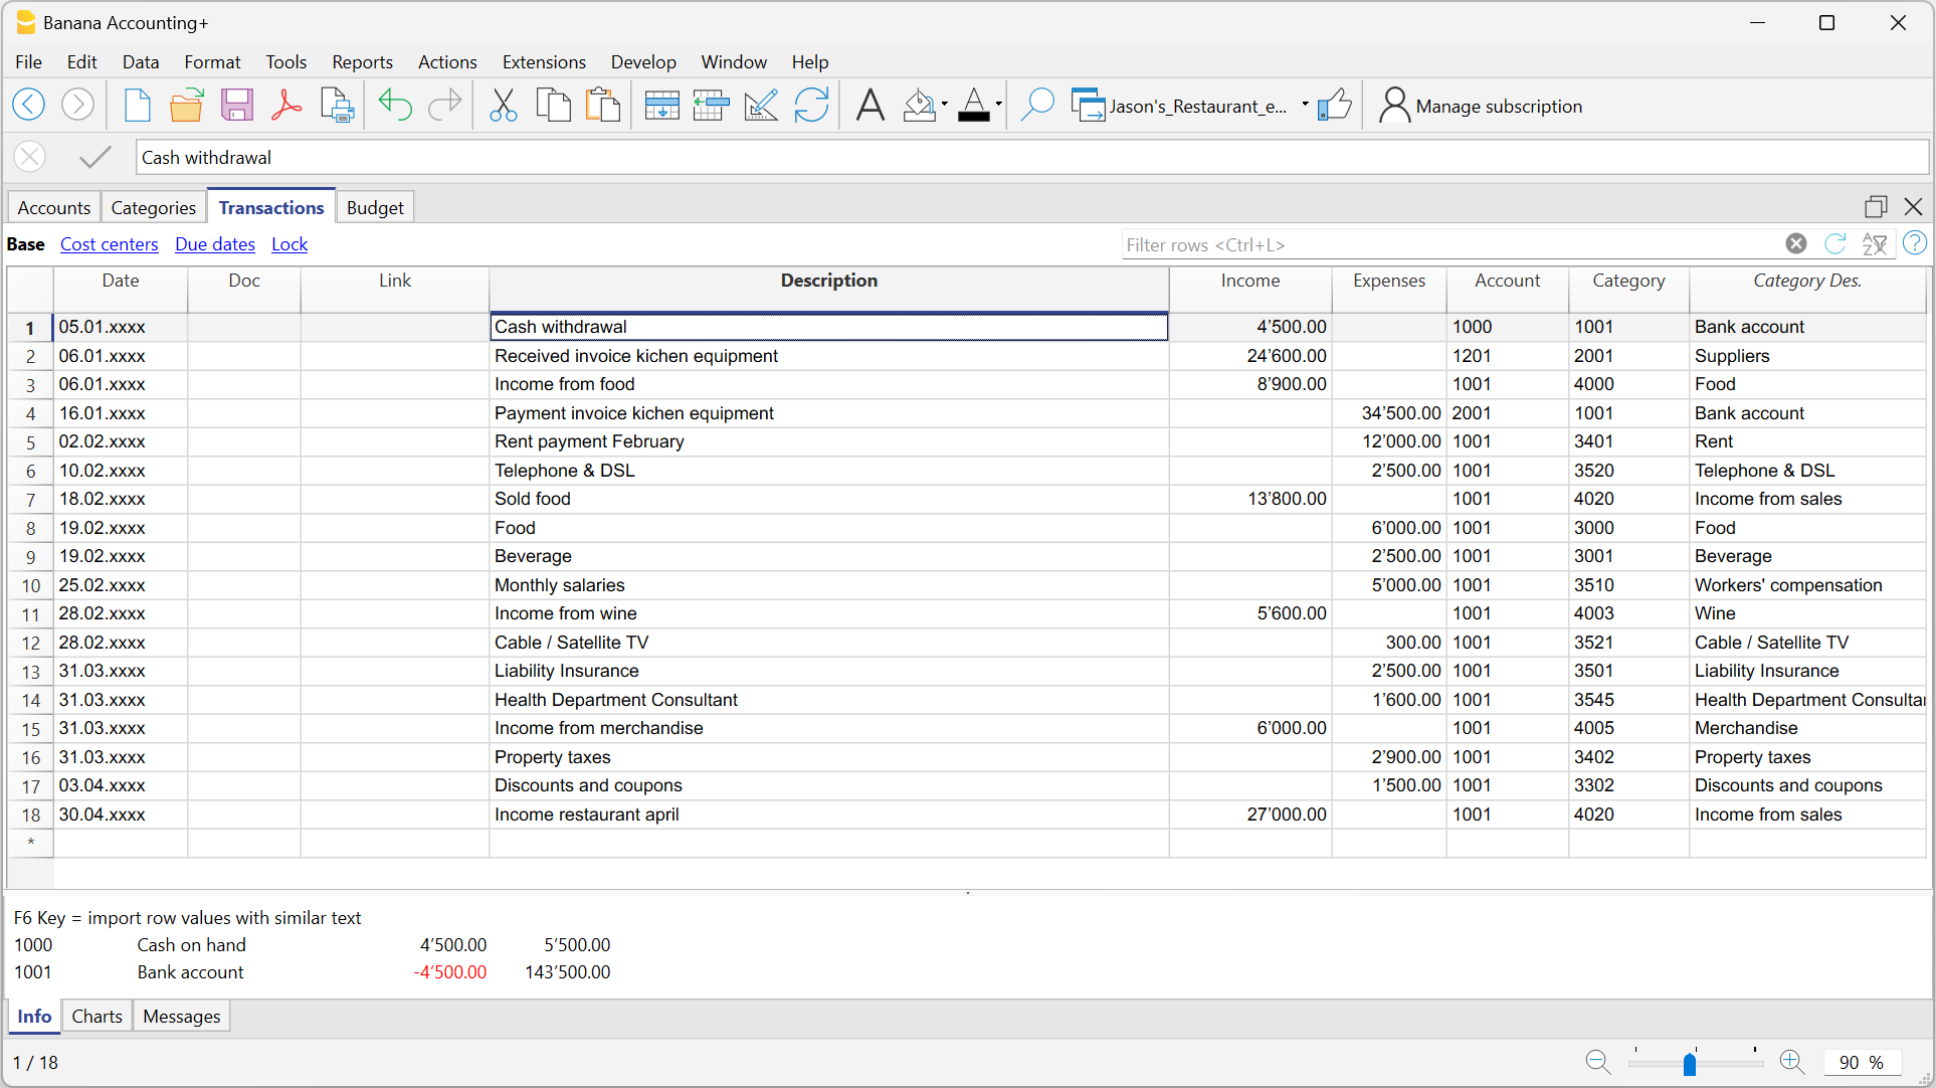 Banana Accounting+
File Edit Data Format Tools Reports Actions Extensions Develop Window Help
Jason's_Restaurant_e... Manage subscription
Cash withdrawal
Accounts Categories Transactions Budget
Base Cost centers Due dates Lock Filter rows <Ctrl+L>
Date Doc Link Description Income Expenses Account Category Category Des.
1 05.01.xxxx Cash withdrawal 4’500.00 1000 1001 Bank account
2 06.01.xxxx Received invoice kichen equipment 24’600.00 1201 2001 Suppliers
3 06.01.xxxx Income from food 8’900.00 1001 4000 Food
4 16.01.xxxx Payment invoice kichen equipment 34’500.00 2001 1001 Bank account
5 02.02.xxxx Rent payment February 12’000.00 1001 3401 Rent
6 10.02.xxxx Telephone & DSL 2’500.00 1001 3520 Telephone & DSL
7 18.02.xxxx Sold food 13’800.00 1001 4020 Income from sales
8 19.02.xxxx Food 6’000.00 1001 3000 Food
9 19.02.xxxx Beverage 2’500.00 1001 3001 Beverage
10 25.02.xxxx Monthly salaries 5’000.00 1001 3510 Workers' compensation
11 28.02.xxxx Income from wine 5’600.00 1001 4003 Wine
12 28.02.xxxx Cable / Satellite TV 300.00 1001 3521 Cable / Satellite TV
13 31.03.xxxx Liability Insurance 2’500.00 1001 3501 Liability Insurance
14 31.03.xxxx Health Department Consultant 1’600.00 1001 3545 Health Department Consultar
15 31.03.xxxx Income from merchandise 6’000.00 1001 4005 Merchandise
16 31.03.xxxx Property taxes 2’900.00 1001 3402 Property taxes
17 03.04.xxxx Discounts and coupons 1’500.00 1001 3302 Discounts and coupons
18 30.04.xxxx Income restaurant april 27’000.00 1001 4020 Income from sales
*
F6 Key = import row values with similar text
1000 Cash on hand 4’500.00 5’500.00
1001 Bank account -4’500.00 143’500.00
Info Charts Messages
1 / 18 90 %